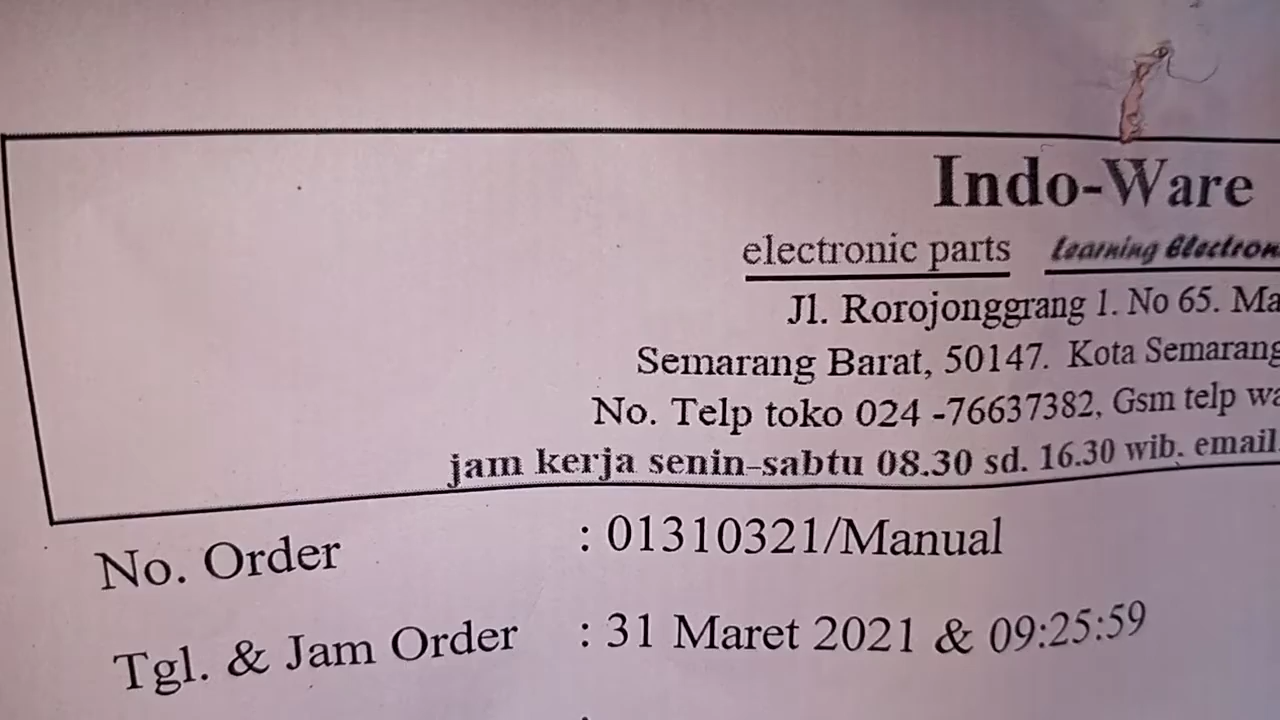 Indo-Ware
electronic parts Learning
Jl. Rorojonggrang 1. No 65.
Semarang Barat, 50147. Kota Semarang
No. Telp toko 024 -76637382, Gsm telp
jam kerja senin-sabtu 08.30 sd. 16.30 wib. email
No. Order : 01310321/Manual
Tgl. & Jam Order : 31 Maret 2021 & 09:25:59
: